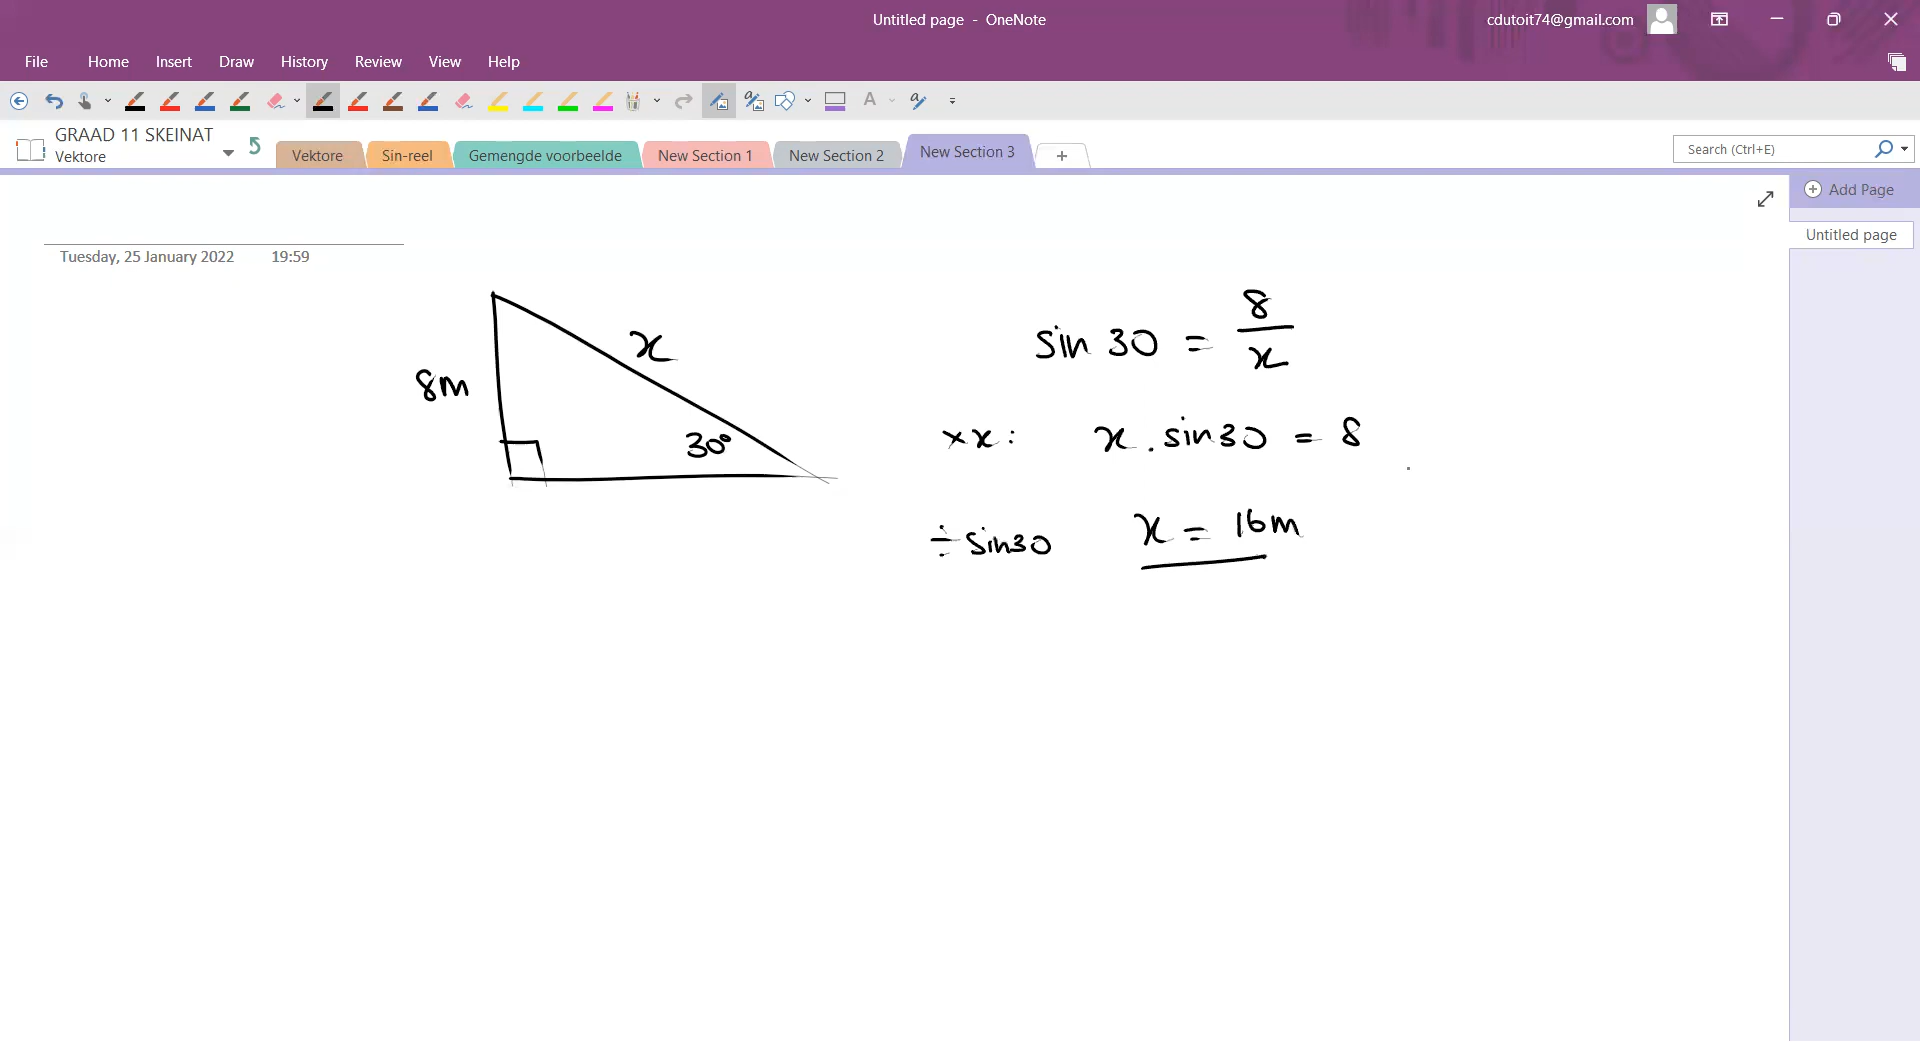 Untitled page - OneNote
cdutoit74@gmail.com
File Home Insert Draw History Review View Help
GRAAD 11 SKEINAT
Vektore
Vektore Sin-reel Gemengde voorbeelde New Section 1 New Section 2 New Section 3 +
Search (Ctrl+E)
Add Page
Untitled page
Tuesday, 25 January 2022 19:59
8m
x
30°
sin 30 = 8/x
×x: x . sin30 = 8
÷ sin30 x = 16m